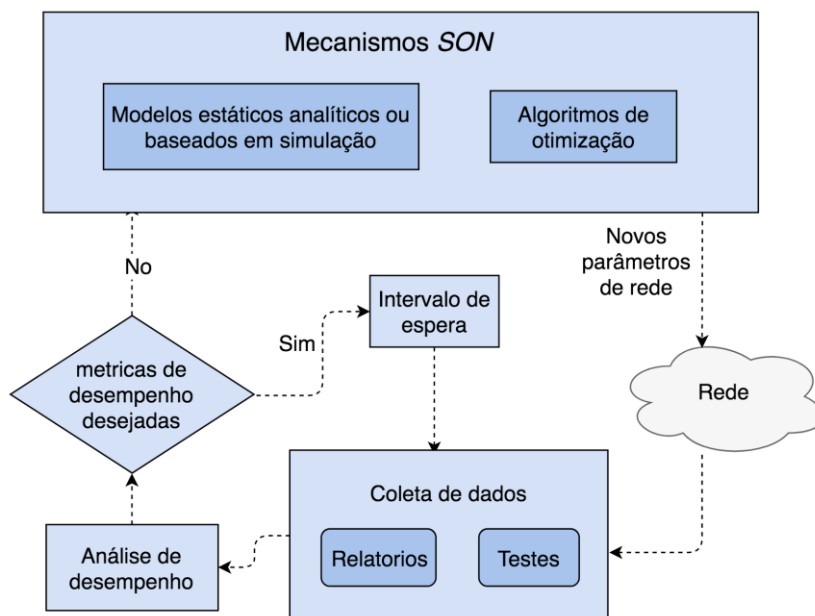 Mecanismos SON
Modelos estáticos analíticos ou
baseados em simulação
Algoritmos de
otimização
No
Novos
parâmetros
de rede
Intervalo de
espera
Sim
metricas de
desempenho
desejadas
Rede
Coleta de dados
Relatorios
Testes
Análise de
desempenho